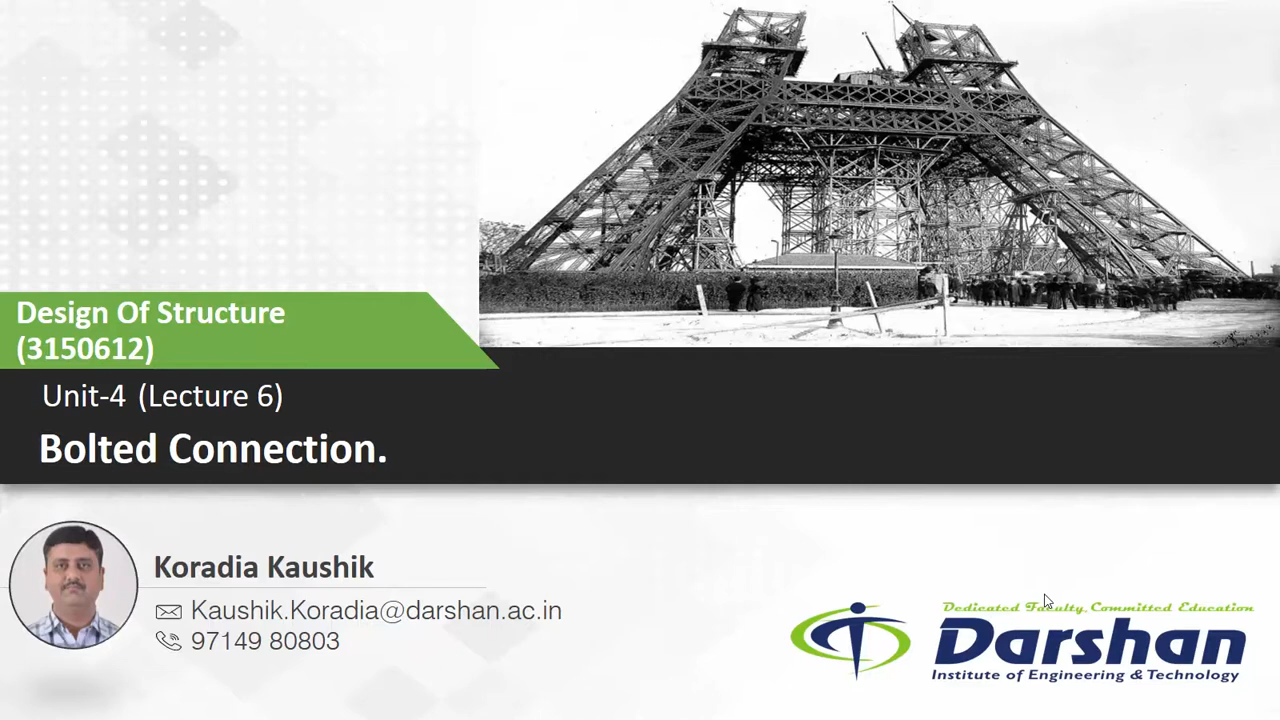 Design Of Structure
(3150612)
Unit-4 (Lecture 6)
Bolted Connection.
Koradia Kaushik
Kaushik.Koradia@darshan.ac.in
97149 80803
Dedicated Faculty, Committed Education
Darshan
Institute of Engineering & Technology